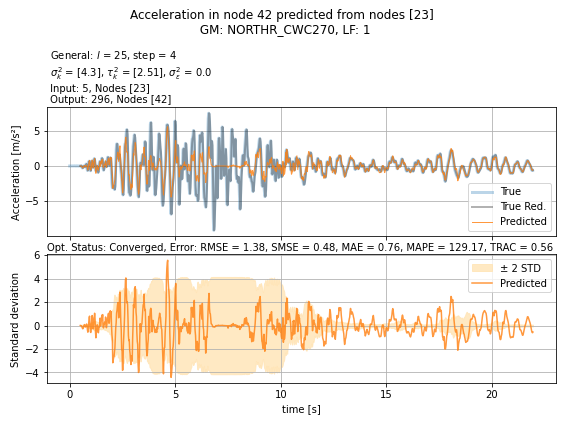 Acceleration in node 42 predicted from nodes [23]
GM: NORTHR_CWC270, LF: 1
General: l = 25, step = 4
σ²ₖ = [4.3], τ²ₖ = [2.51], σ²ε = 0.0
Input: 5, Nodes [23]
Output: 296, Nodes [42]
Acceleration [m/s²]
5
0
−5
True
True Red.
Predicted
Opt. Status: Converged, Error: RMSE = 1.38, SMSE = 0.48, MAE = 0.76, MAPE = 129.17, TRAC = 0.56
Standard deviation
6
4
2
0
−2
−4
± 2 STD
Predicted
0 5 10 15 20
time [s]